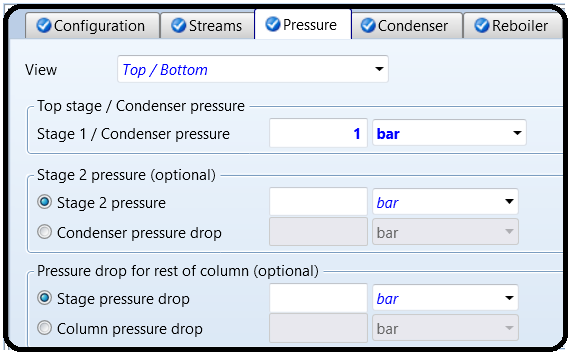 Configuration Streams Pressure Condenser Reboiler
View Top / Bottom
Top stage / Condenser pressure
Stage 1 / Condenser pressure 1 bar
Stage 2 pressure (optional)
Stage 2 pressure bar
Condenser pressure drop bar
Pressure drop for rest of column (optional)
Stage pressure drop bar
Column pressure drop bar